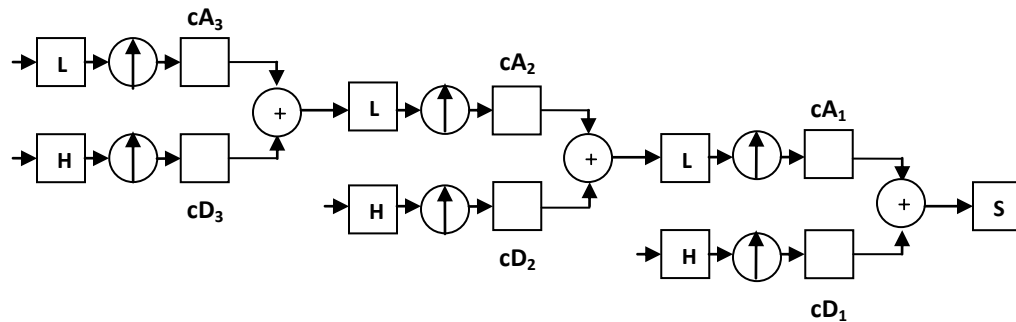 cA₃
L
cA₂
+
L
cA₁
H
+
L
cD₃
H
+
S
cD₂
H
cD₁